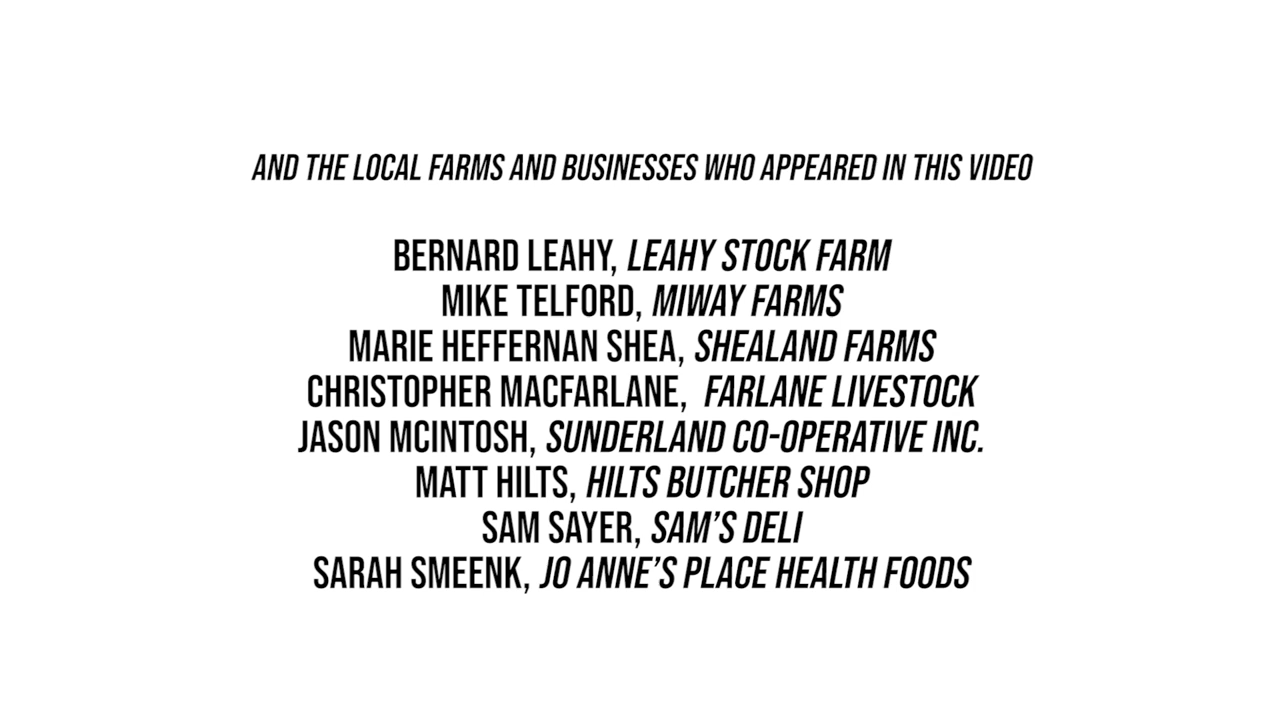 AND THE LOCAL FARMS AND BUSINESSES WHO APPEARED IN THIS VIDEO
BERNARD LEAHY, LEAHY STOCK FARM
MIKE TELFORD, MIWAY FARMS
MARIE HEFFERNAN SHEA, SHEALAND FARMS
CHRISTOPHER MACFARLANE, FARLANE LIVESTOCK
JASON MCINTOSH, SUNDERLAND CO-OPERATIVE INC.
MATT HILTS, HILTS BUTCHER SHOP
SAM SAYER, SAM'S DELI
SARAH SMEENK, JO ANNE'S PLACE HEALTH FOODS